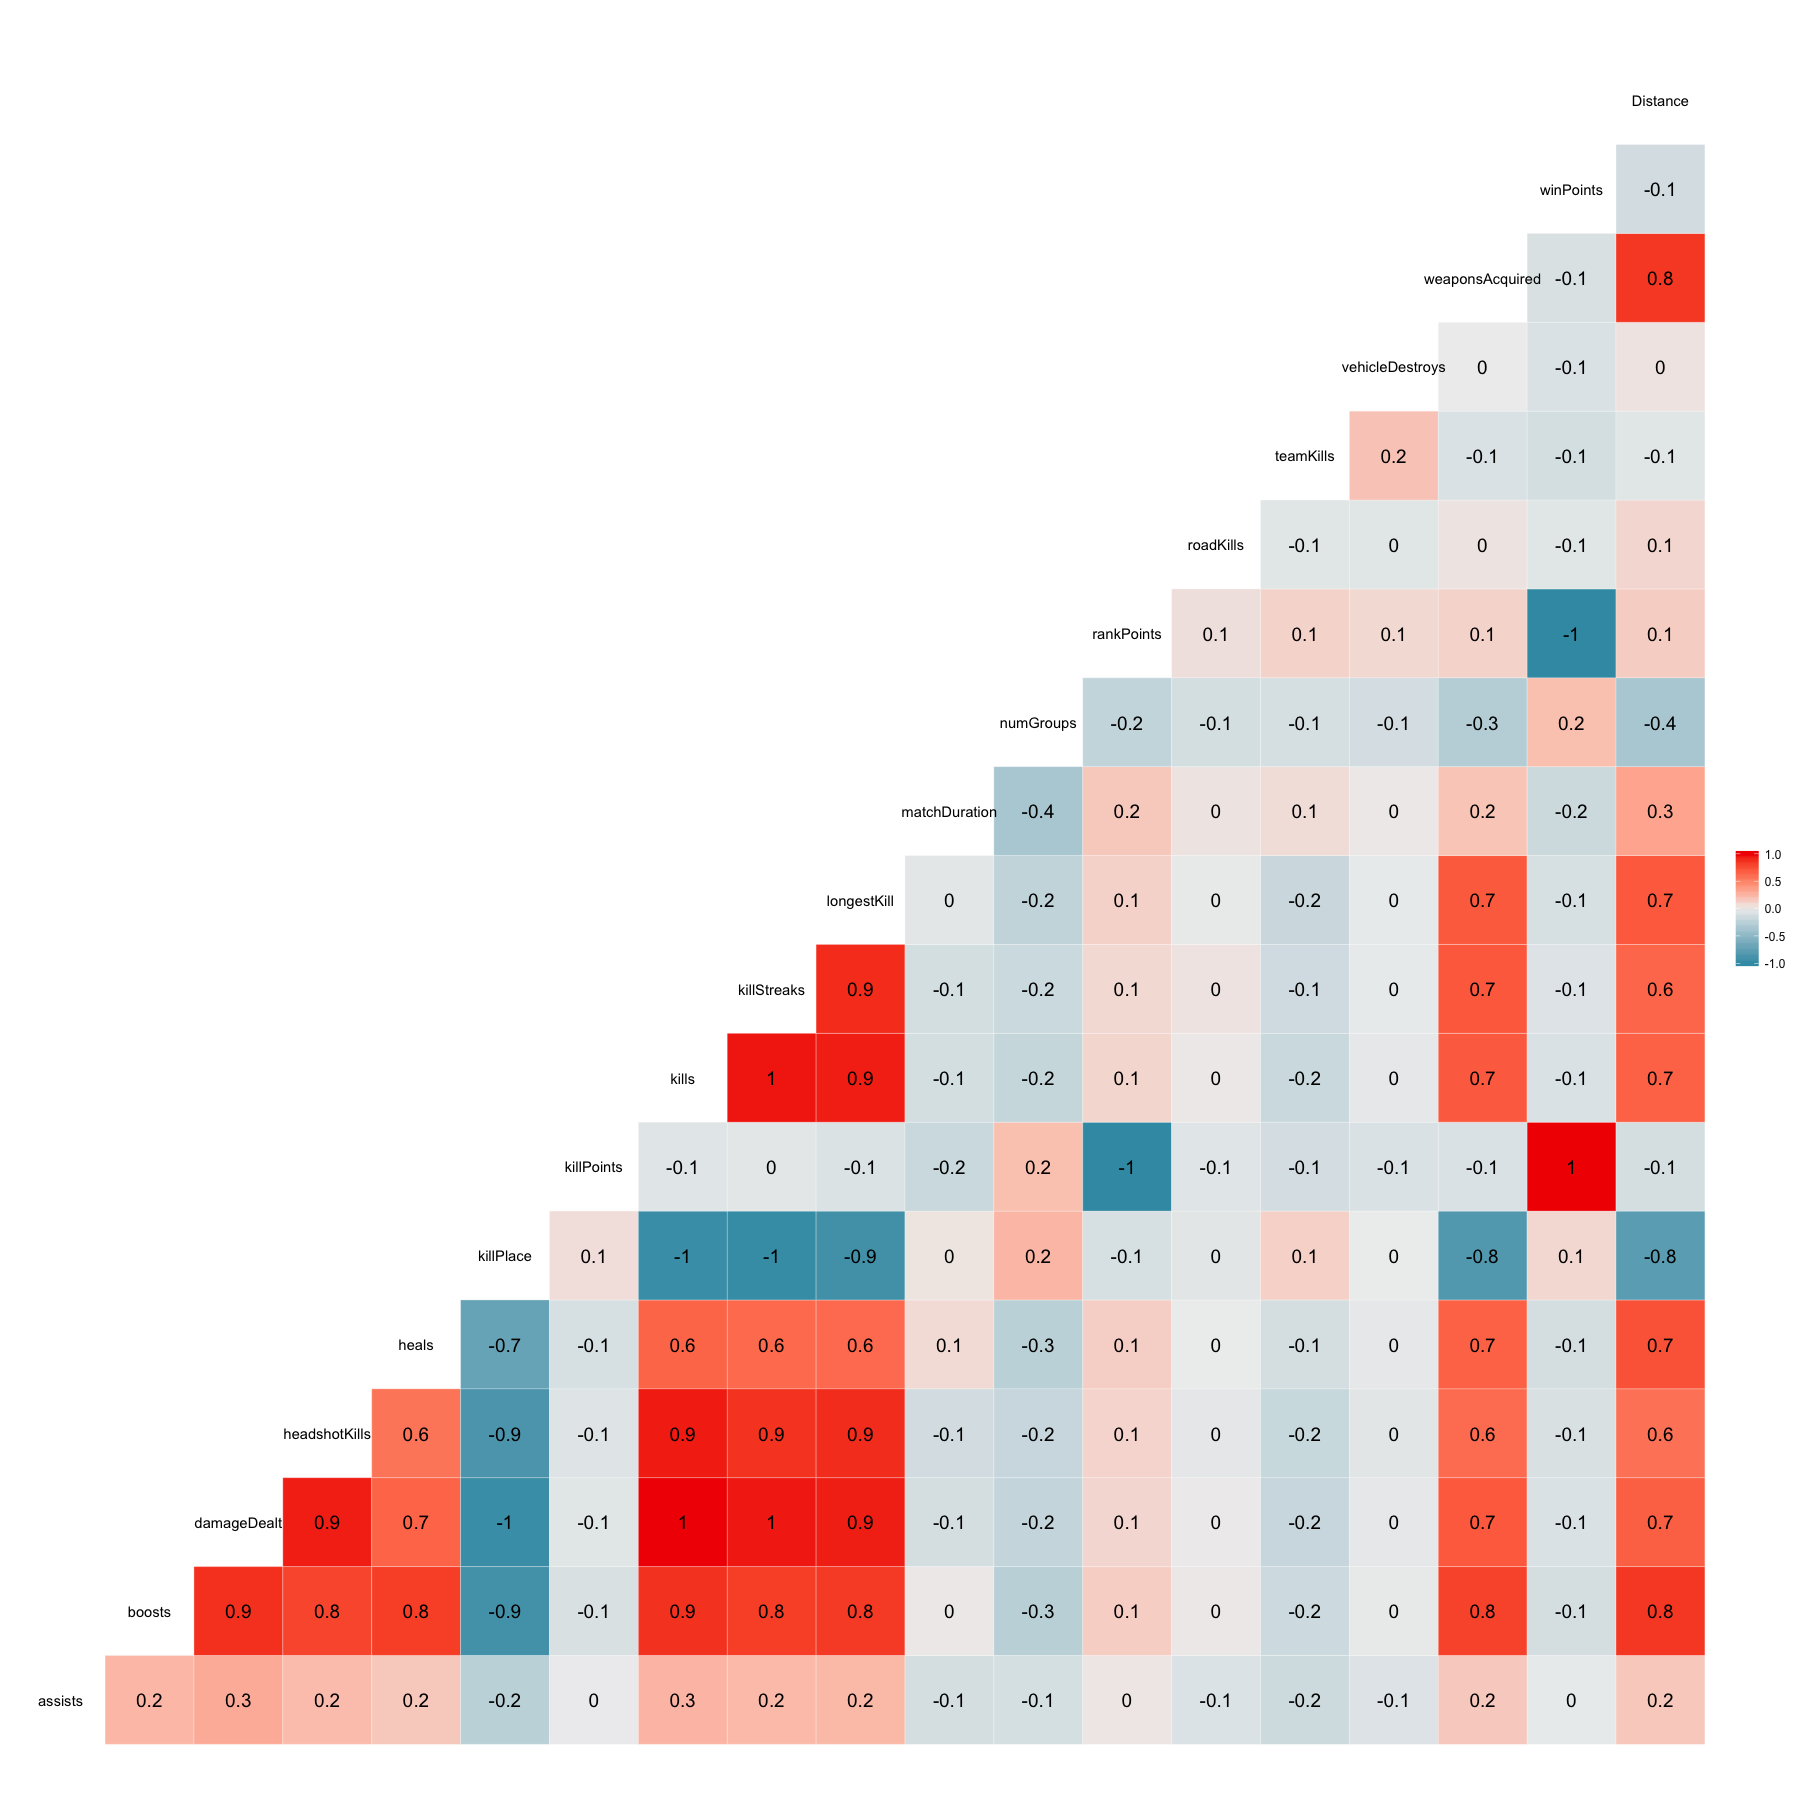 Distance
winPoints -0.1
weaponsAcquired -0.1 0.8
vehicleDestroys 0 -0.1 0
teamKills 0.2 -0.1 -0.1 -0.1
roadKills -0.1 0 0 -0.1 0.1
rankPoints 0.1 0.1 0.1 0.1 -1 0.1
numGroups -0.2 -0.1 -0.1 -0.1 -0.3 0.2 -0.4
matchDuration -0.4 0.2 0 0.1 0 0.2 -0.2 0.3
longestKill 0 -0.2 0.1 0 -0.2 0 0.7 -0.1 0.7
killStreaks 0.9 -0.1 -0.2 0.1 0 -0.1 0 0.7 -0.1 0.6
kills 1 0.9 -0.1 -0.2 0.1 0 -0.2 0 0.7 -0.1 0.7
killPoints -0.1 0 -0.1 -0.2 0.2 -1 -0.1 -0.1 -0.1 -0.1 1 -0.1
killPlace 0.1 -1 -1 -0.9 0 0.2 -0.1 0 0.1 0 -0.8 0.1 -0.8
heals -0.7 -0.1 0.6 0.6 0.6 0.1 -0.3 0.1 0 -0.1 0 0.7 -0.1 0.7
headshotKills 0.6 -0.9 -0.1 0.9 0.9 0.9 -0.1 -0.2 0.1 0 -0.2 0 0.6 -0.1 0.6
damageDealt 0.9 0.7 -1 -0.1 1 1 0.9 -0.1 -0.2 0.1 0 -0.2 0 0.7 -0.1 0.7
boosts 0.9 0.8 0.8 -0.9 -0.1 0.9 0.8 0.8 0 -0.3 0.1 0 -0.2 0 0.8 -0.1 0.8
assists 0.2 0.3 0.2 0.2 -0.2 0 0.3 0.2 0.2 -0.1 -0.1 0 -0.1 -0.2 -0.1 0.2 0 0.2
1.0
0.5
0.0
-0.5
-1.0